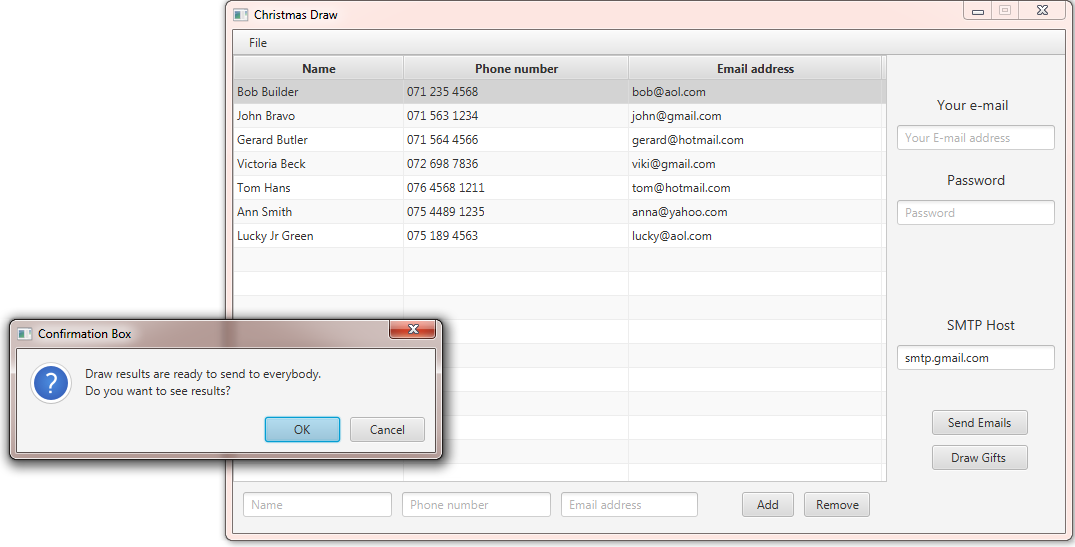 Christmas Draw
File
Name Phone number Email address
Bob Builder 071 235 4568 bob@aol.com
John Bravo 071 563 1234 john@gmail.com
Gerard Butler 071 564 4566 gerard@hotmail.com
Victoria Beck 072 698 7836 viki@gmail.com
Tom Hans 076 4568 1211 tom@hotmail.com
Ann Smith 075 4489 1235 anna@yahoo.com
Lucky Jr Green 075 189 4563 lucky@aol.com
Your e-mail
Your E-mail address
Password
Password
SMTP Host
smtp.gmail.com
Send Emails
Draw Gifts
Name Phone number Email address Add Remove
Confirmation Box
Draw results are ready to send to everybody.
Do you want to see results?
OK Cancel